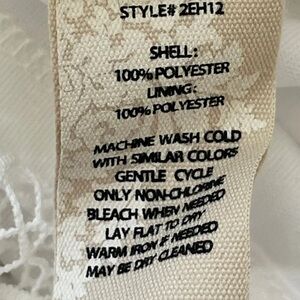 STYLE# 2EH12
SHELL:
100% POLYESTER
LINING:
100% POLYESTER
MACHINE WASH COLD
WITH SIMILAR COLORS
GENTLE CYCLE
ONLY NON-CHLORINE
BLEACH WHEN NEEDED
LAY FLAT TO DRY
WARM IRON IF NEEDED
MAY BE DRY CLEANED